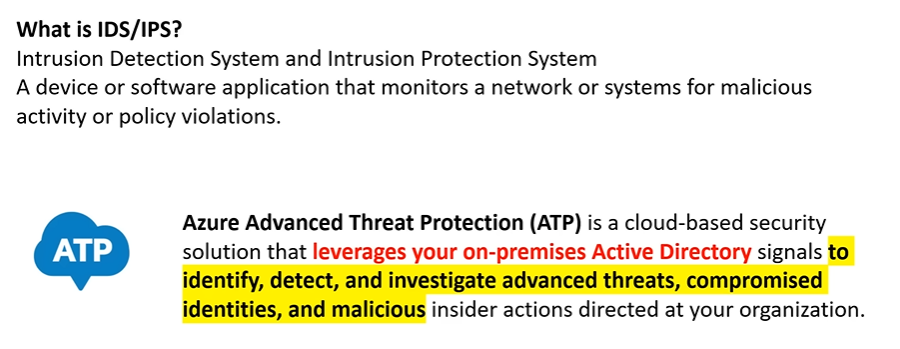 What is IDS/IPS?
Intrusion Detection System and Intrusion Protection System
A device or software application that monitors a network or systems for malicious
activity or policy violations.
ATP
Azure Advanced Threat Protection (ATP) is a cloud-based security
solution that leverages your on-premises Active Directory signals to
identify, detect, and investigate advanced threats, compromised
identities, and malicious insider actions directed at your organization.